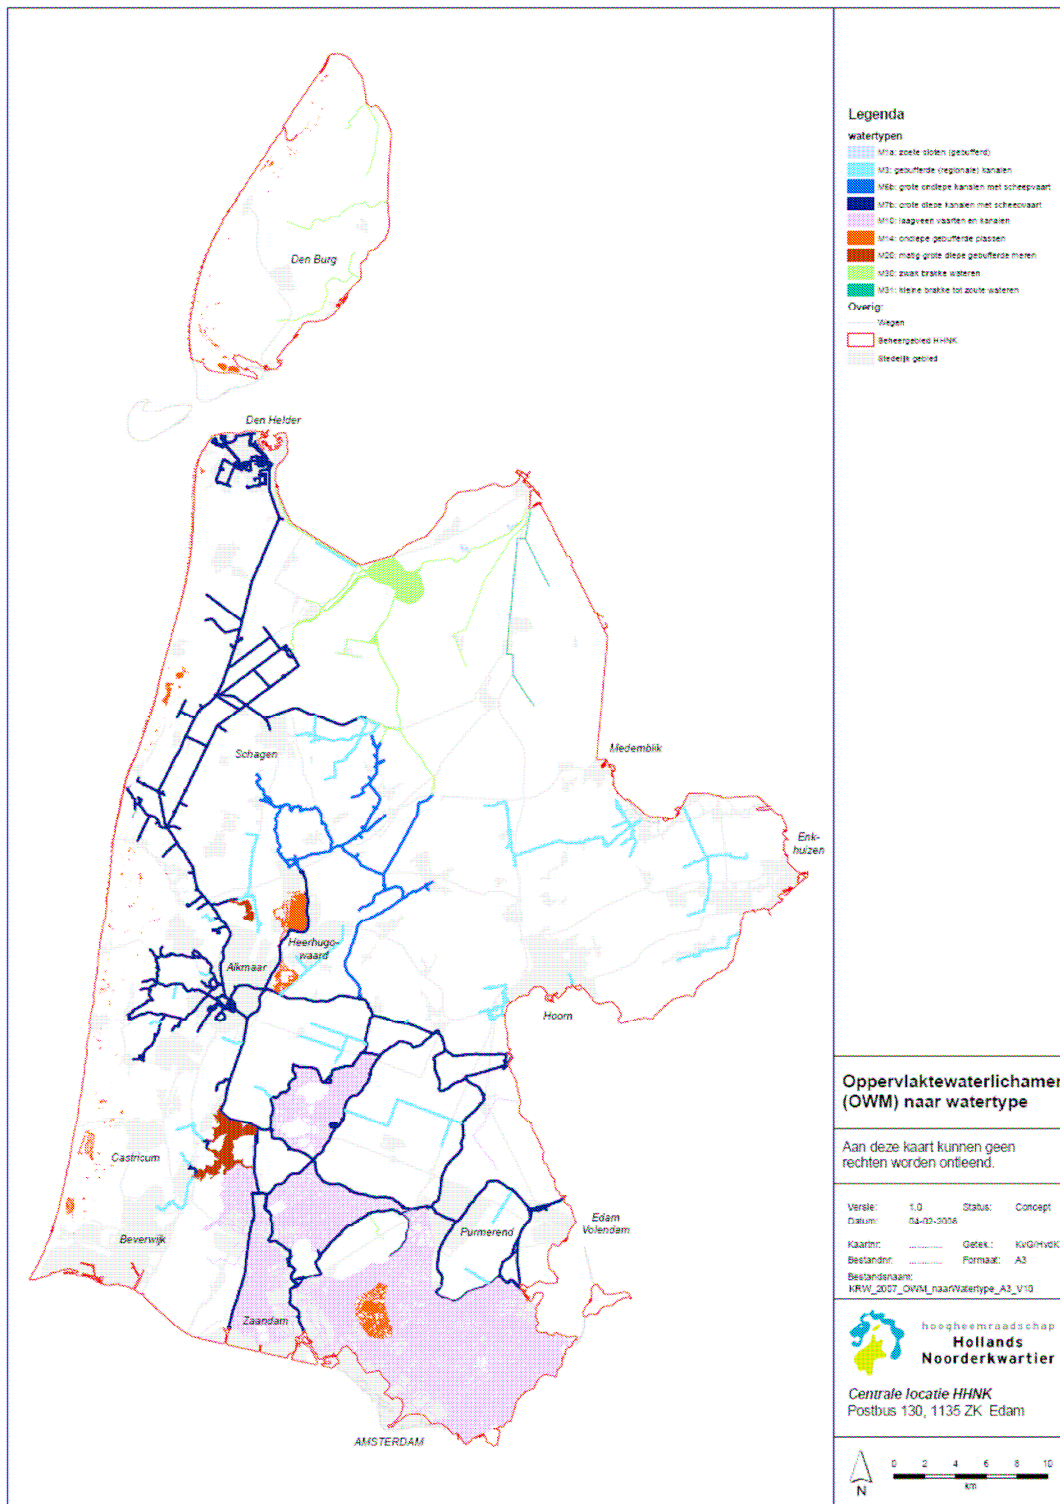 Den Burg
Den Helder
Schagen
Medemblik
Enk-
huizen
Heerhugo-
waard
Alkmaar
Hoorn
Castricum
Beverwijk
Purmerend
Edam
Volendam
Zaandam
AMSTERDAM
Legenda
watertypen
M1a: zoete sloten (gebufferd)
M3: gebufferde (regionale) kanalen
M6b: grote ondiepe kanalen met scheepvaart
M7b: grote diepe kanalen met scheepvaart
M10: laagveen vaarten en kanalen
M14: ondiepe gebufferde plassen
M20: matig grote diepe gebufferde meren
M30: zwak brakke wateren
M31: kleine brakke tot zoute wateren
Overig:
Wegen
Beheergebied HHNK
Stedelijk gebied
Oppervlaktewaterlichamen
(OWM) naar watertype
Aan deze kaart kunnen geen
rechten worden ontleend.
Versie: 1.0 Status: Concept
Datum: 04-02-2008
Kaartnr: ............ Getek.: KvG/HvdK
Bestandnr: ............ Formaat: A3
Bestandsnaam:
KRW_2007_OWM_naarWatertype_A3_V10
hoogheemraadschap
Hollands
Noorderkwartier
Centrale locatie HHNK
Postbus 130, 1135 ZK Edam
0 2 4 6 8 10
km
N